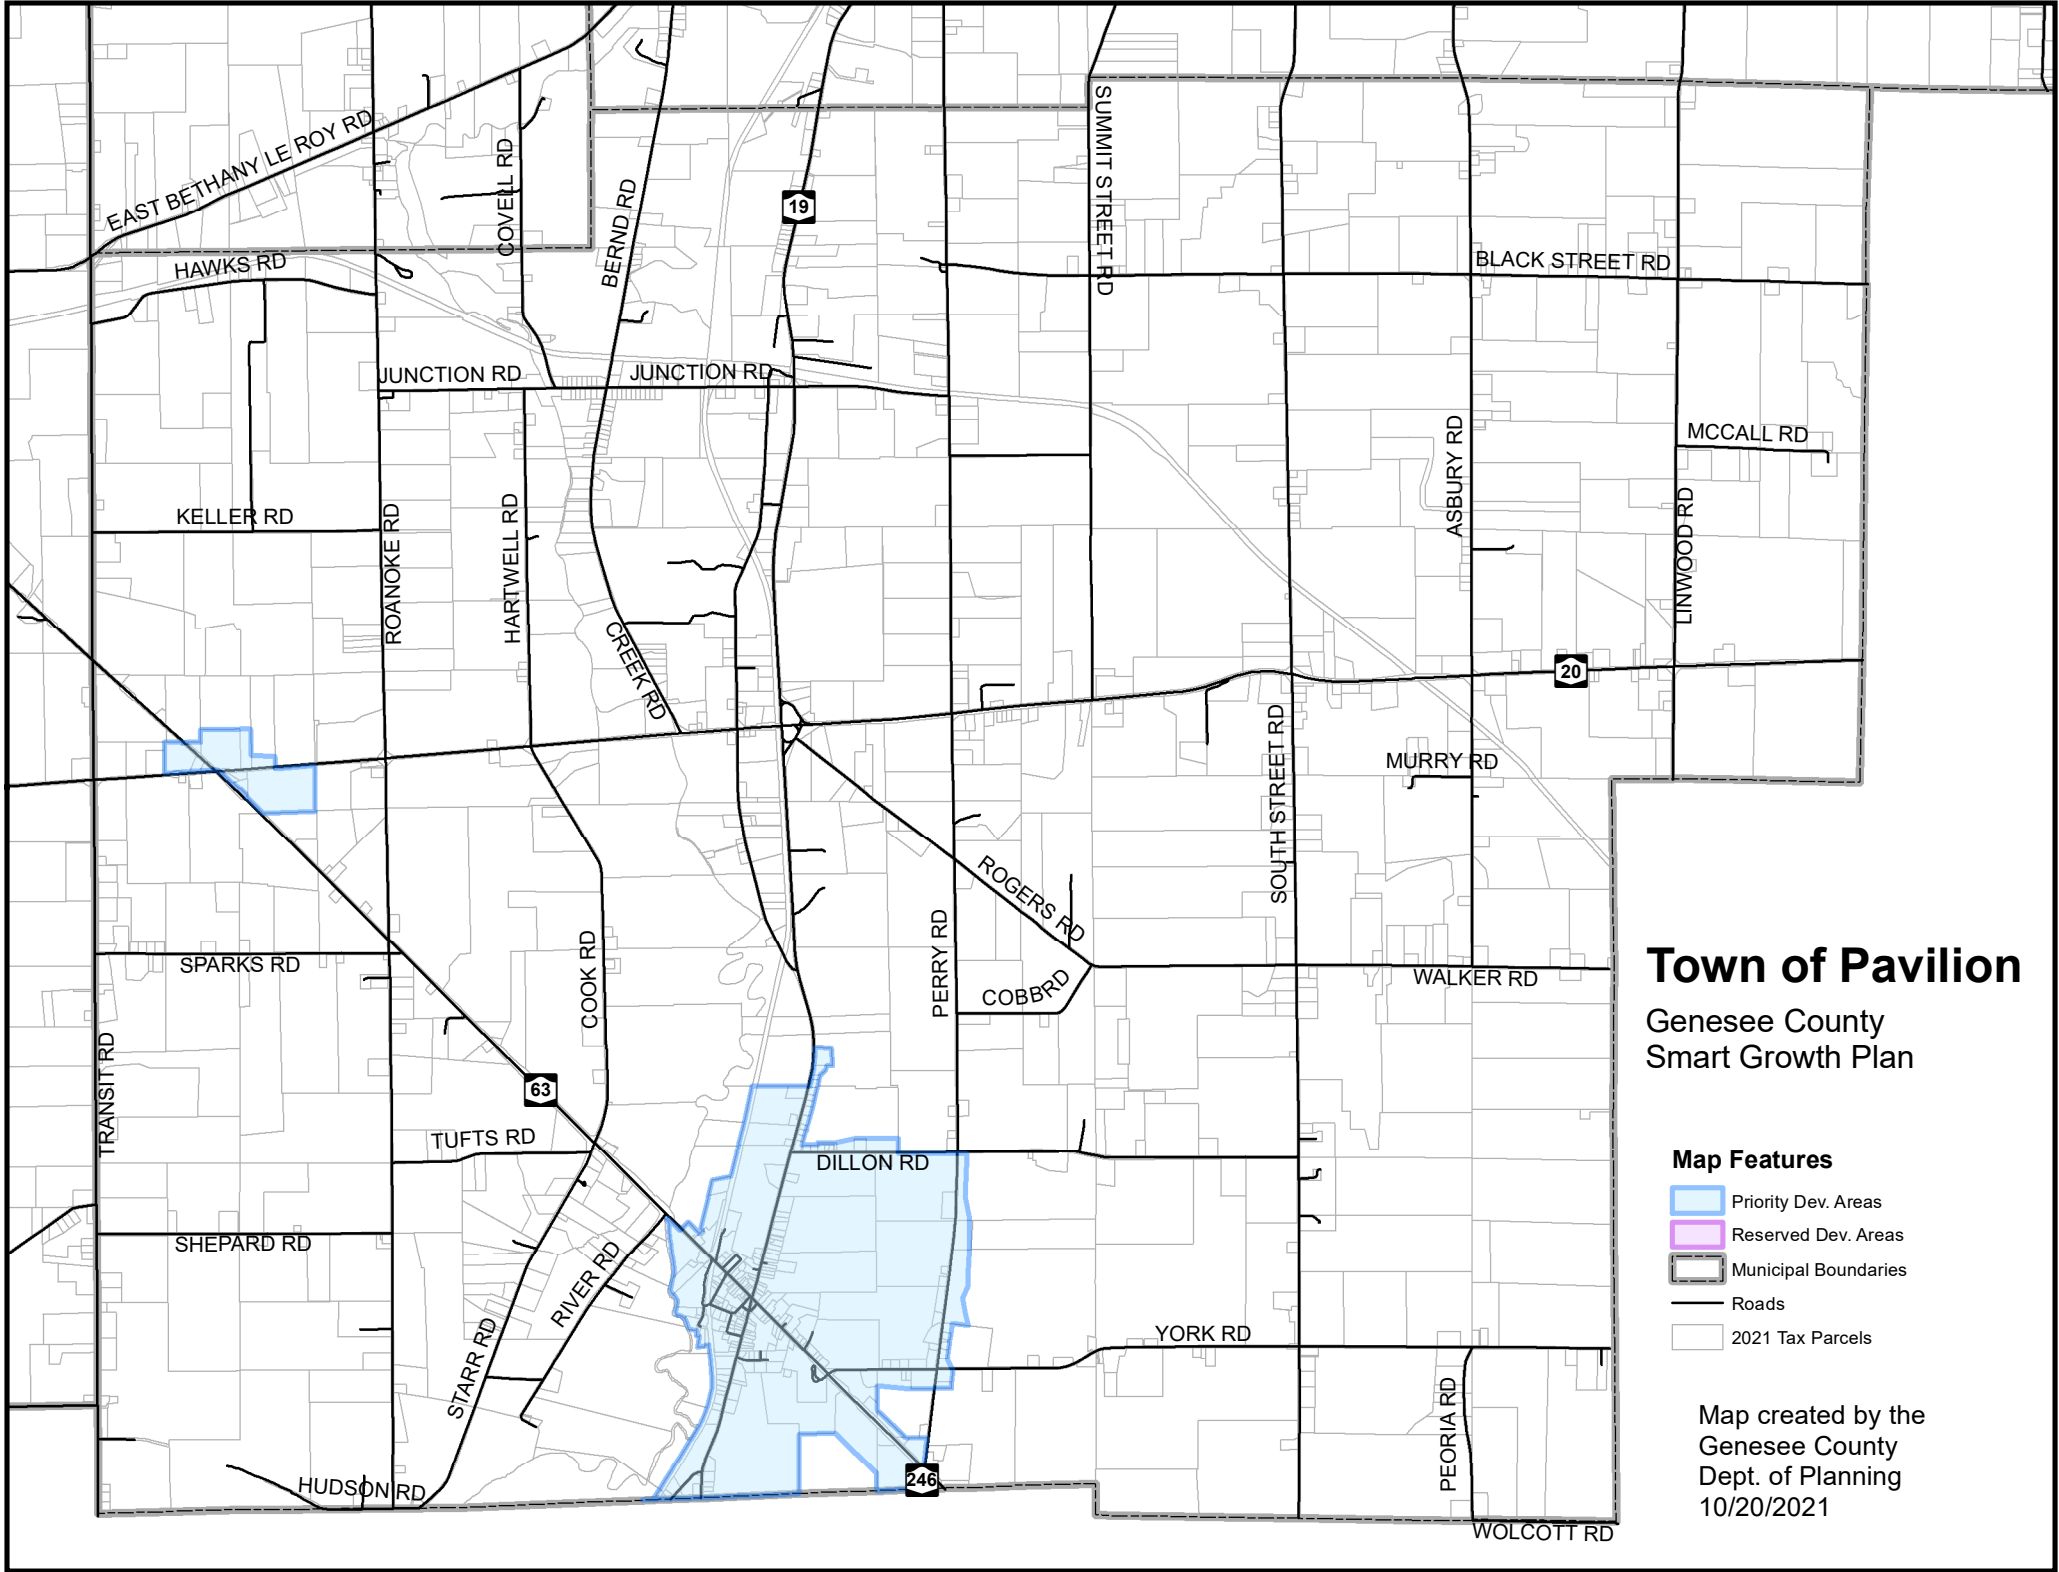 EAST BETHANY LE ROY RD
HAWKS RD
COVELL RD
BERND RD
19
SUMMIT STREET RD
BLACK STREET RD
JUNCTION RD
JUNCTION RD
MCCALL RD
ASBURY RD
LINWOOD RD
KELLER RD
ROANOKE RD
HARTWELL RD
CREEK RD
20
MURRY RD
SOUTH STREET RD
ROGERS RD
PERRY RD
COBB RD
WALKER RD
SPARKS RD
COOK RD
TRANSIT RD
63
TUFTS RD
DILLON RD
SHEPARD RD
RIVER RD
STARR RD
YORK RD
PEORIA RD
HUDSON RD
246
WOLCOTT RD
Town of Pavilion
Genesee County
Smart Growth Plan
Map Features
Priority Dev. Areas
Reserved Dev. Areas
Municipal Boundaries
Roads
2021 Tax Parcels
Map created by the
Genesee County
Dept. of Planning
10/20/2021